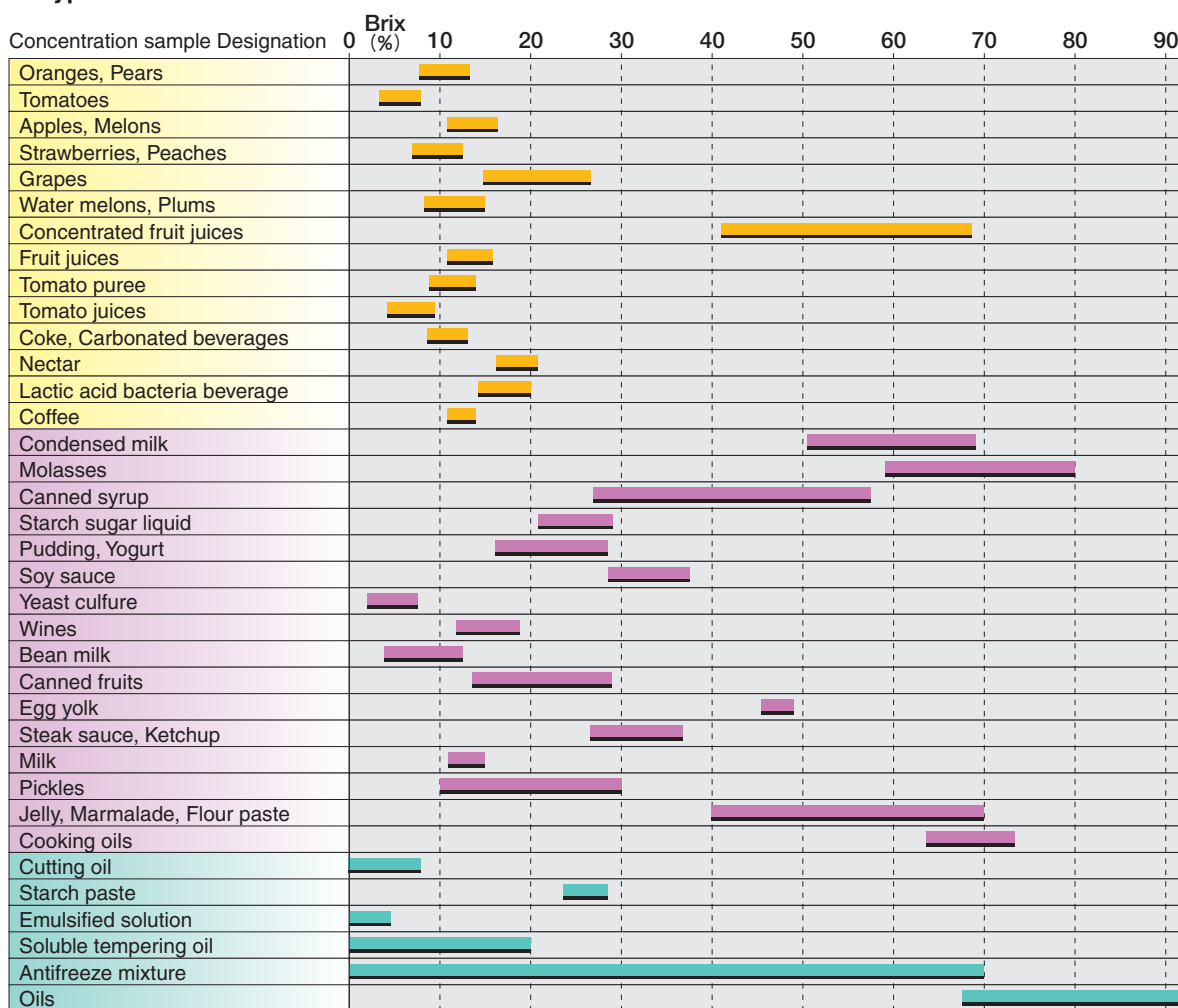 Brix
Concentration sample Designation 0 (%) 10 20 30 40 50 60 70 80 90
Oranges, Pears
Tomatoes
Apples, Melons
Strawberries, Peaches
Grapes
Water melons, Plums
Concentrated fruit juices
Fruit juices
Tomato puree
Tomato juices
Coke, Carbonated beverages
Nectar
Lactic acid bacteria beverage
Coffee
Condensed milk
Molasses
Canned syrup
Starch sugar liquid
Pudding, Yogurt
Soy sauce
Yeast culfure
Wines
Bean milk
Canned fruits
Egg yolk
Steak sauce, Ketchup
Milk
Pickles
Jelly, Marmalade, Flour paste
Cooking oils
Cutting oil
Starch paste
Emulsified solution
Soluble tempering oil
Antifreeze mixture
Oils